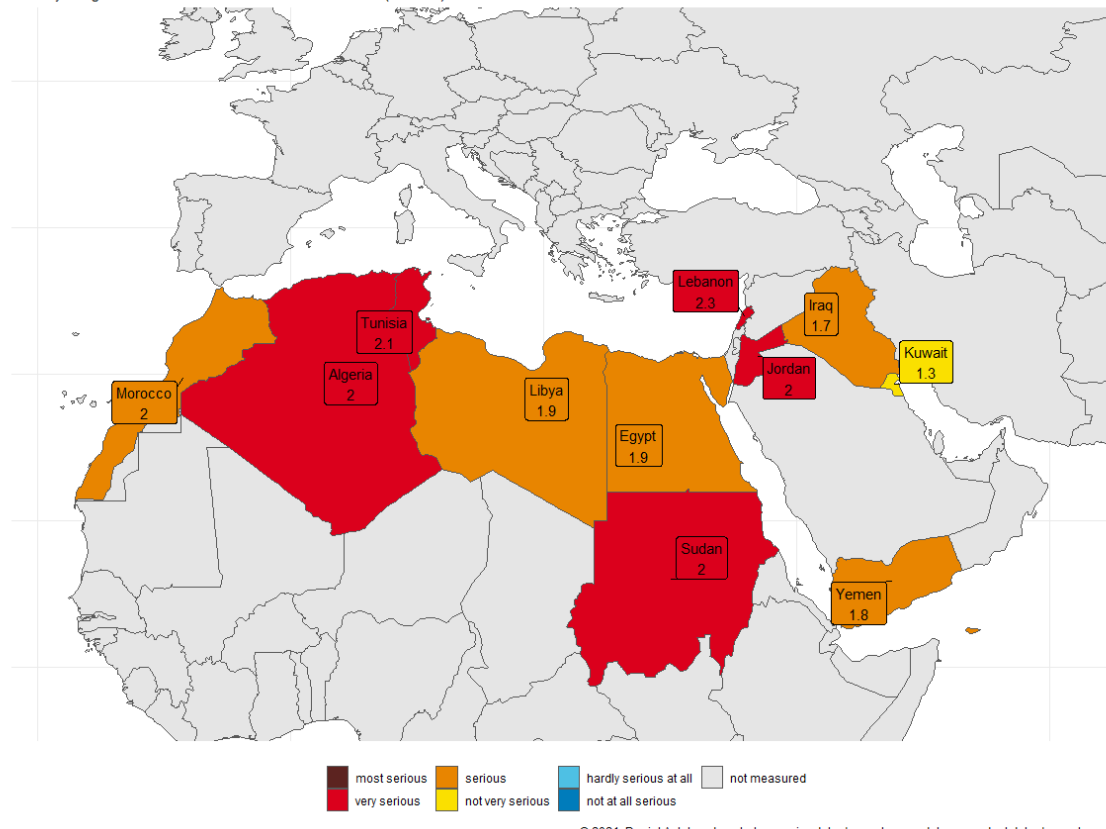 Lebanon
2.3
Iraq
1.7
Tunisia
2.1
Kuwait
1.3
Algeria
2
Jordan
2
Morocco
2
Libya
1.9
Egypt
1.9
Sudan
2
Yemen
1.8
most serious
serious
hardly serious at all
not measured
very serious
not very serious
not at all serious